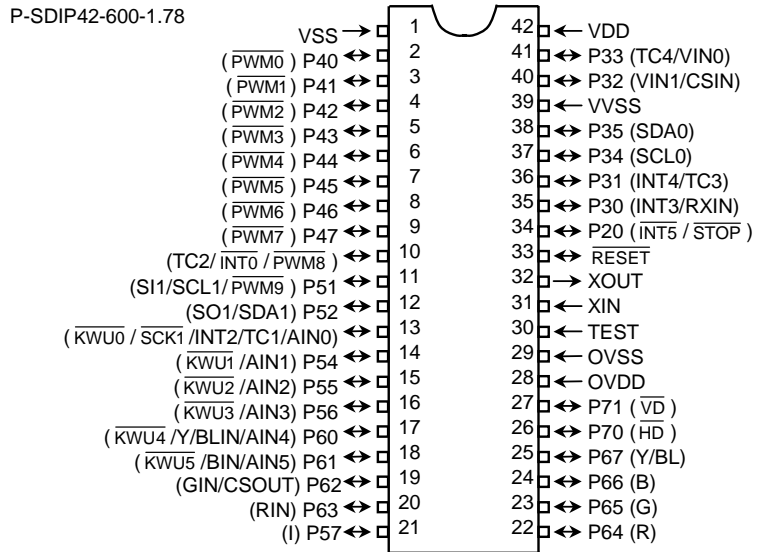 P-SDIP42-600-1.78
VSS 1 42 VDD
( PWM0 ) P40 2 41 P33 (TC4/VIN0)
( PWM1 ) P41 3 40 P32 (VIN1/CSIN)
( PWM2 ) P42 4 39 VVSS
( PWM3 ) P43 5 38 P35 (SDA0)
( PWM4 ) P44 6 37 P34 (SCL0)
( PWM5 ) P45 7 36 P31 (INT4/TC3)
( PWM6 ) P46 8 35 P30 (INT3/RXIN)
( PWM7 ) P47 9 34 P20 ( INT5 / STOP )
(TC2/ INT0 / PWM8 ) 10 33 RESET
(SI1/SCL1/ PWM9 ) P51 11 32 XOUT
(SO1/SDA1) P52 12 31 XIN
( KWU0 / SCK1 /INT2/TC1/AIN0) 13 30 TEST
( KWU1 /AIN1) P54 14 29 OVSS
( KWU2 /AIN2) P55 15 28 OVDD
( KWU3 /AIN3) P56 16 27 P71 ( VD )
( KWU4 /Y/BLIN/AIN4) P60 17 26 P70 ( HD )
( KWU5 /BIN/AIN5) P61 18 25 P67 (Y/BL)
(GIN/CSOUT) P62 19 24 P66 (B)
(RIN) P63 20 23 P65 (G)
(I) P57 21 22 P64 (R)